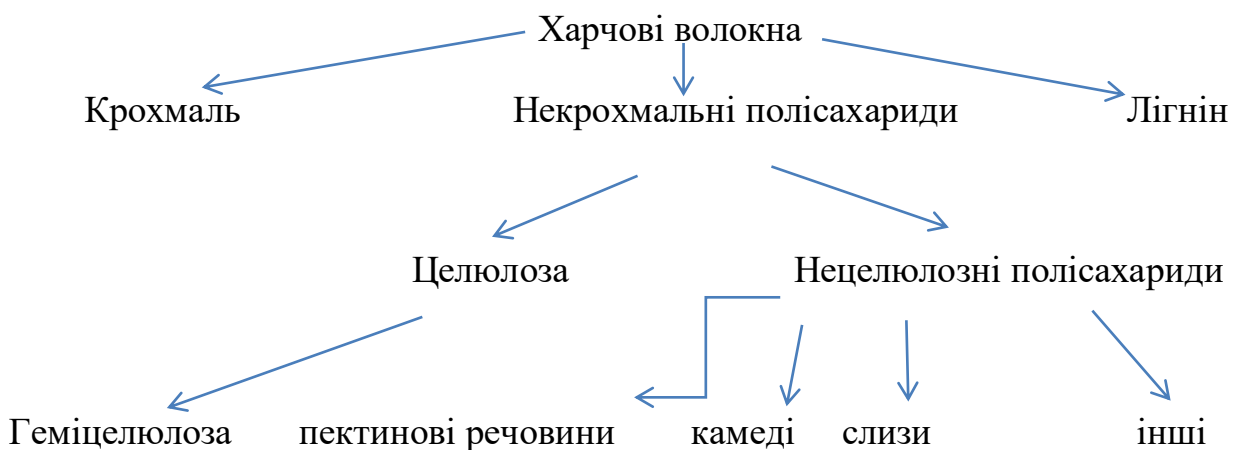 Харчові волокна
Крохмаль Некрохмальні полісахариди Лігнін
Целюлоза Нецелюлозні полісахариди
Геміцелюлоза пектинові речовини камеді слизи інші